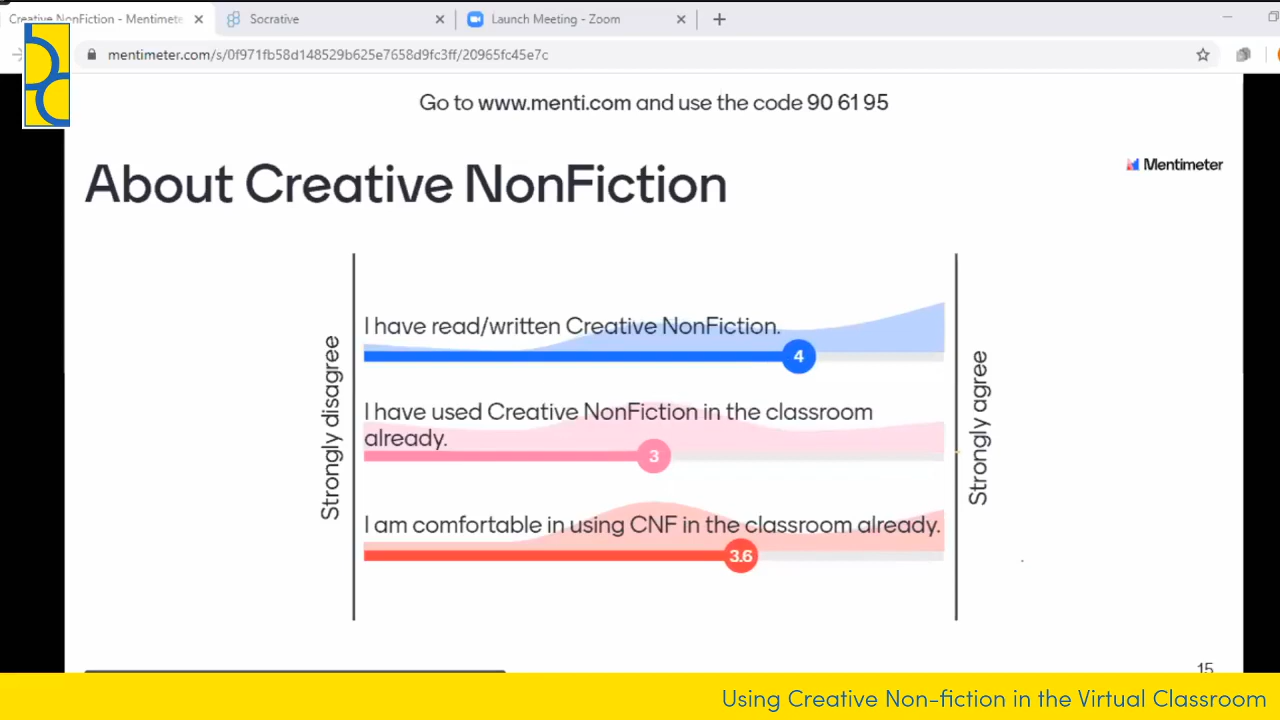 Creative NonFiction - Mentimete
Socrative
Launch Meeting - Zoom
mentimeter.com/s/0f971fb58d148529b625e7658d9fc3ff/20965fc45e7c
Go to www.menti.com and use the code 90 61 95
About Creative NonFiction
Mentimeter
Strongly disagree
I have read/written Creative NonFiction.
4
I have used Creative NonFiction in the classroom
already.
3
I am comfortable in using CNF in the classroom already.
3.6
Strongly agree
15
Using Creative Non-fiction in the Virtual Classroom